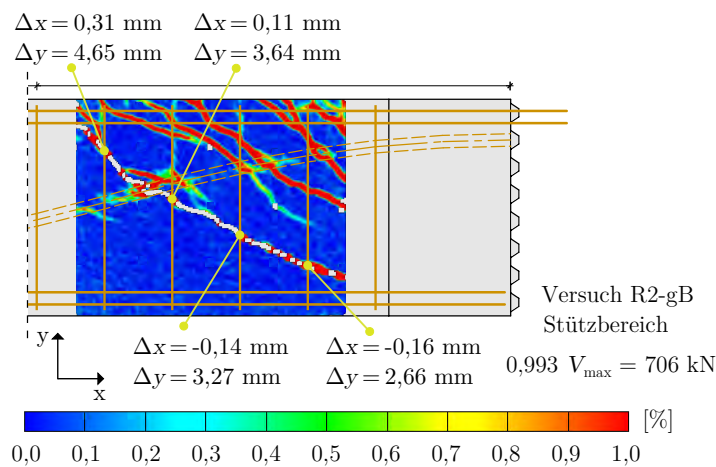 Δx = 0,31 mm
Δy = 4,65 mm
Δx = 0,11 mm
Δy = 3,64 mm
Versuch R2-gB
Stützbereich
0,993 V_max = 706 kN
Δx = -0,14 mm
Δy = 3,27 mm
Δx = -0,16 mm
Δy = 2,66 mm
y
x
[%]
0,0 0,1 0,2 0,3 0,4 0,5 0,6 0,7 0,8 0,9 1,0